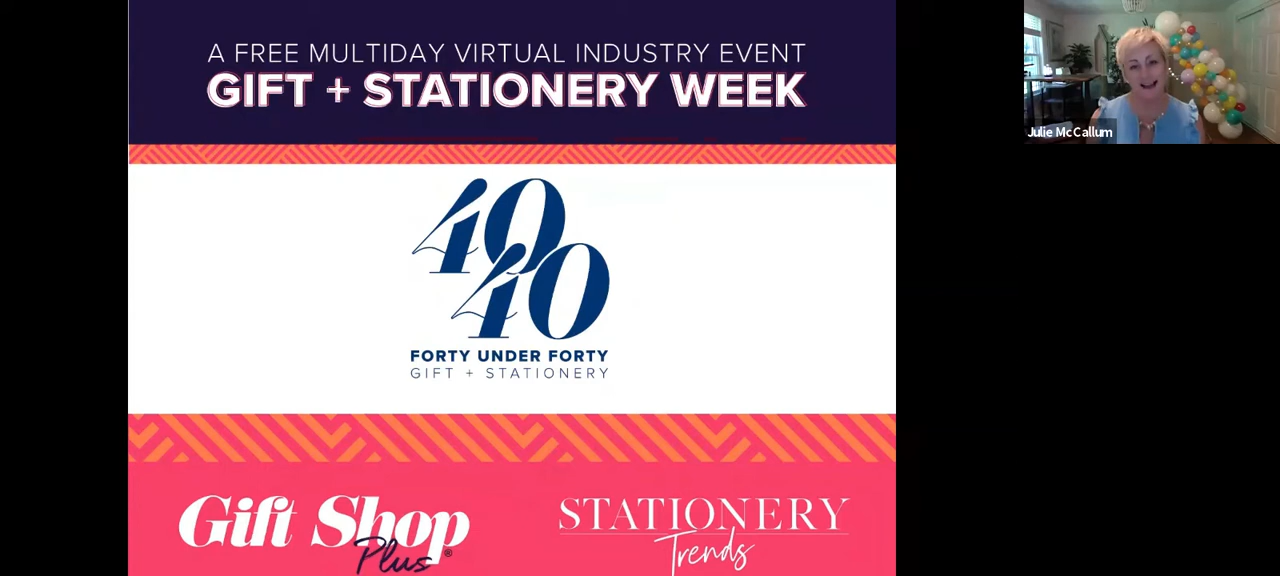 A FREE MULTIDAY VIRTUAL INDUSTRY EVENT
GIFT + STATIONERY WEEK
40
40
FORTY UNDER FORTY
GIFT + STATIONERY
Gift Shop
Plus®
STATIONERY
Trends
Julie McCallum